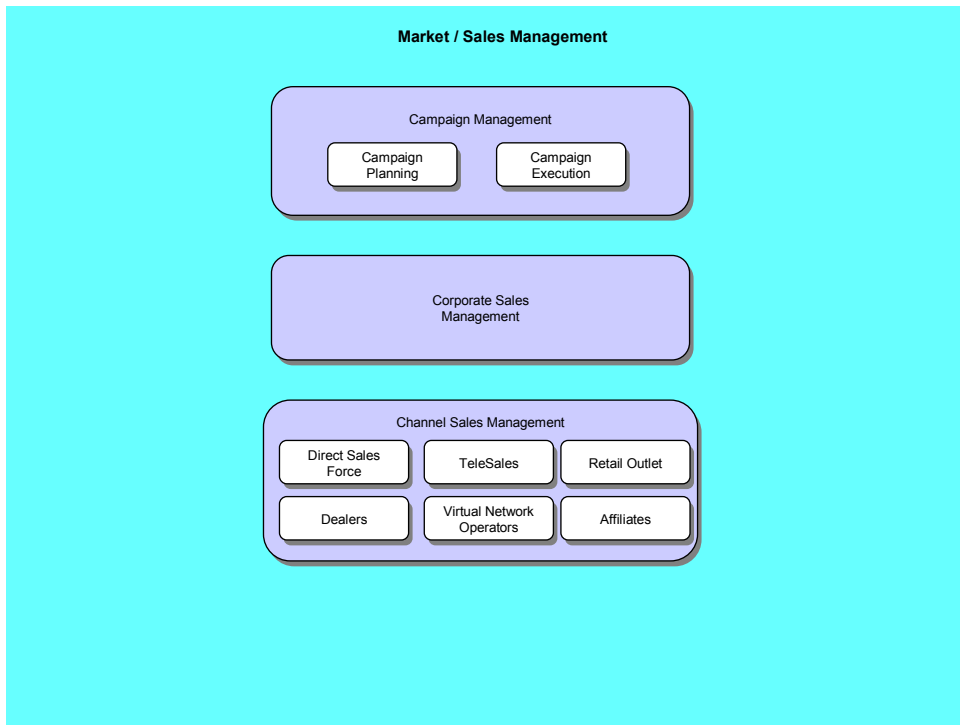 Market / Sales Management
Campaign Management
Campaign
Planning
Campaign
Execution
Corporate Sales
Management
Channel Sales Management
Direct Sales
Force
TeleSales
Retail Outlet
Dealers
Virtual Network
Operators
Affiliates